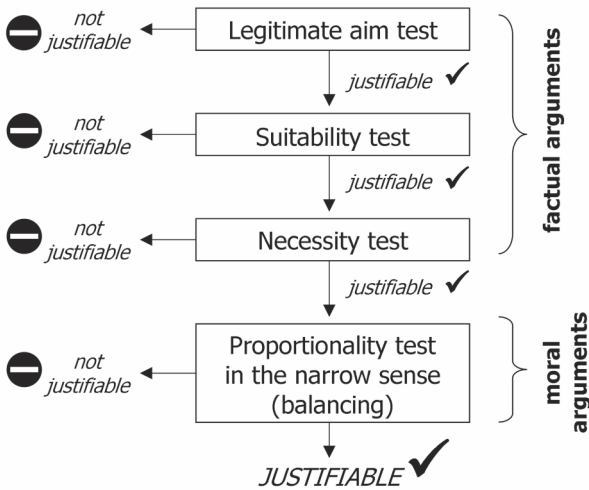 not
justifiable
Legitimate aim test
justifiable
not
justifiable
Suitability test
justifiable
factual arguments
not
justifiable
Necessity test
justifiable
not
justifiable
Proportionality test
in the narrow sense
(balancing)
moral
arguments
JUSTIFIABLE